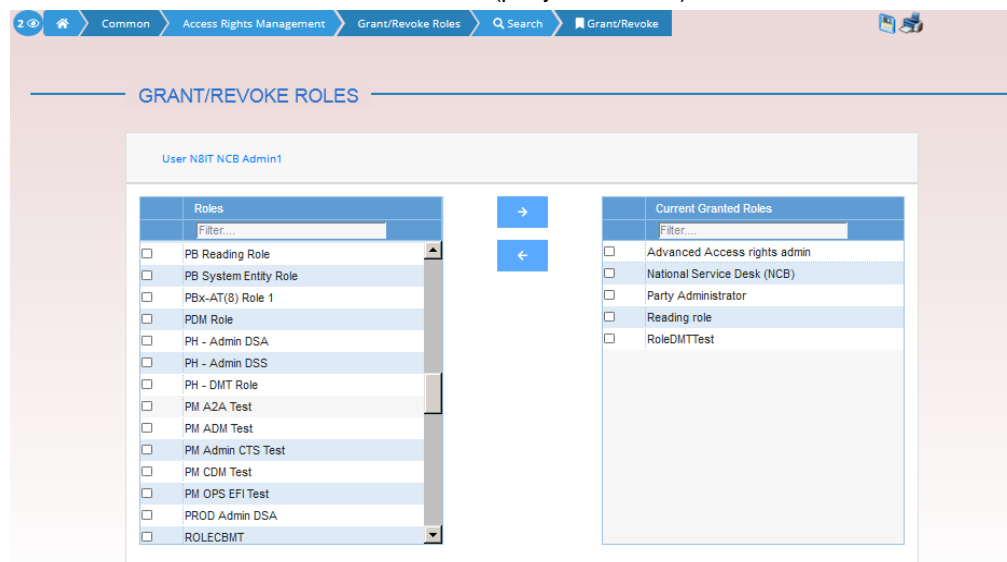 2 Common Access Rights Management Grant/Revoke Roles Search Grant/Revoke
GRANT/REVOKE ROLES
User N8IT NCB Admin1
Roles
Filter....
PB Reading Role
PB System Entity Role
PBx-AT(8) Role 1
PDM Role
PH - Admin DSA
PH - Admin DSS
PH - DMT Role
PM A2A Test
PM ADM Test
PM Admin CTS Test
PM CDM Test
PM OPS EFI Test
PROD Admin DSA
ROLECBMT
Current Granted Roles
Filter....
Advanced Access rights admin
National Service Desk (NCB)
Party Administrator
Reading role
RoleDMTTest